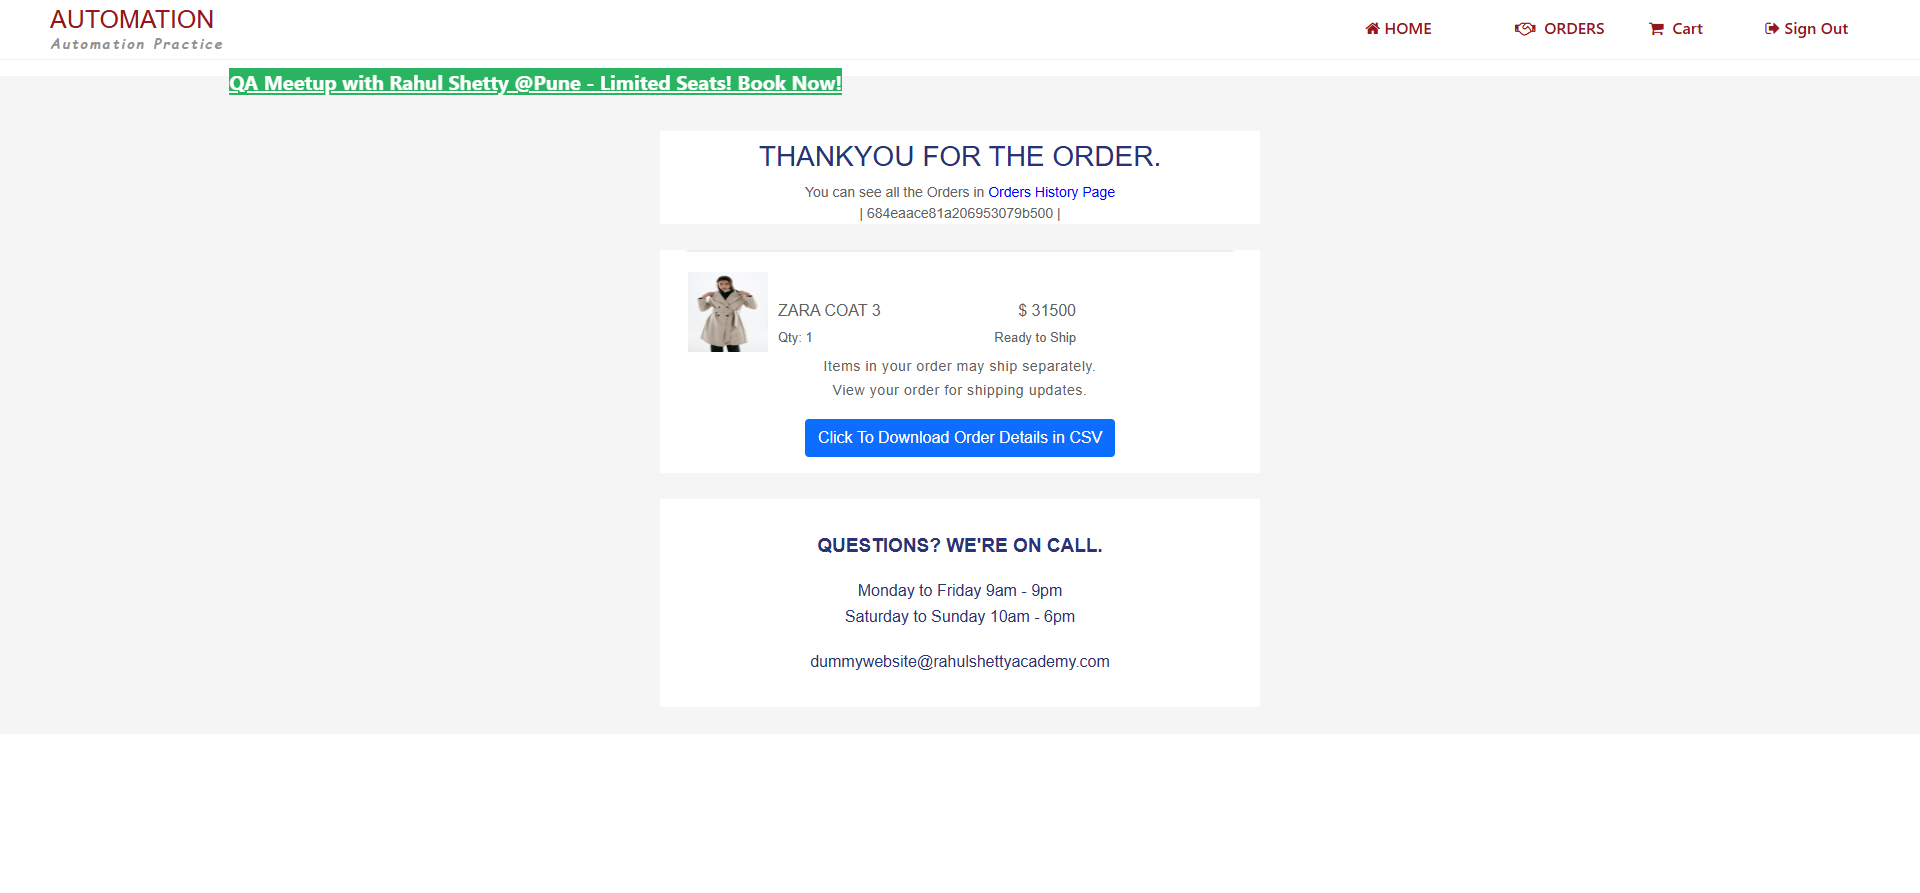 AUTOMATION
Automation Practice
HOME
ORDERS
Cart
Sign Out
QA Meetup with Rahul Shetty @Pune - Limited Seats! Book Now!
THANKYOU FOR THE ORDER.
You can see all the Orders in Orders History Page
| 684eaace81a206953079b500 |
ZARA COAT 3
$ 31500
Qty: 1
Ready to Ship
Items in your order may ship separately.
View your order for shipping updates.
Click To Download Order Details in CSV
QUESTIONS? WE'RE ON CALL.
Monday to Friday 9am - 9pm
Saturday to Sunday 10am - 6pm
dummywebsite@rahulshettyacademy.com